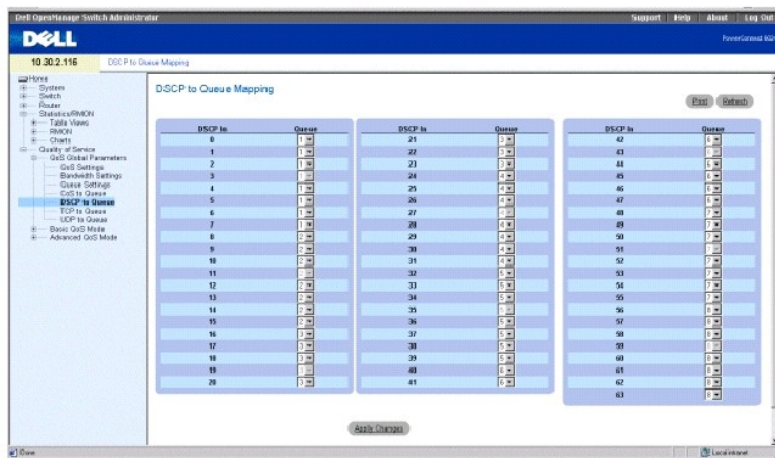 Dell OpenManage Switch Administrator
Support Help About Log Out
DELL
10.30.2.116 DSCP to Queue Mapping
Home
System
Switch
Router
Statistics/RMON
Table Views
RMON
Charts
Quality of Service
QoS Global Parameters
QoS Settings
Bandwidth Settings
Queue Settings
CoS to Queue
DSCP to Queue
TCP to Queue
UDP to Queue
Basic QoS Mode
Advanced QoS Mode
DSCP to Queue Mapping
Print Refresh
DSCP In Queue DSCP In Queue DSCP In Queue
0 1 21 3 42 6
1 1 22 3 43
2 1 23 3 44 6
3 24 4 45 6
4 1 25 4 46 6
5 1 26 4 47 6
6 1 27 48 7
7 1 28 4 49 7
8 2 29 4 50 7
9 2 30 4 51
10 2 31 4 52 7
11 32 5 53 7
12 2 33 5 54 7
13 2 34 5 55 7
14 2 35 56 8
15 2 36 5 57 8
16 3 37 5 58 8
17 3 38 5 59
18 3 39 5 60 8
19 40 6 61 8
20 3 41 6 62 8
63 8
Apply Changes
Done
Local intranet